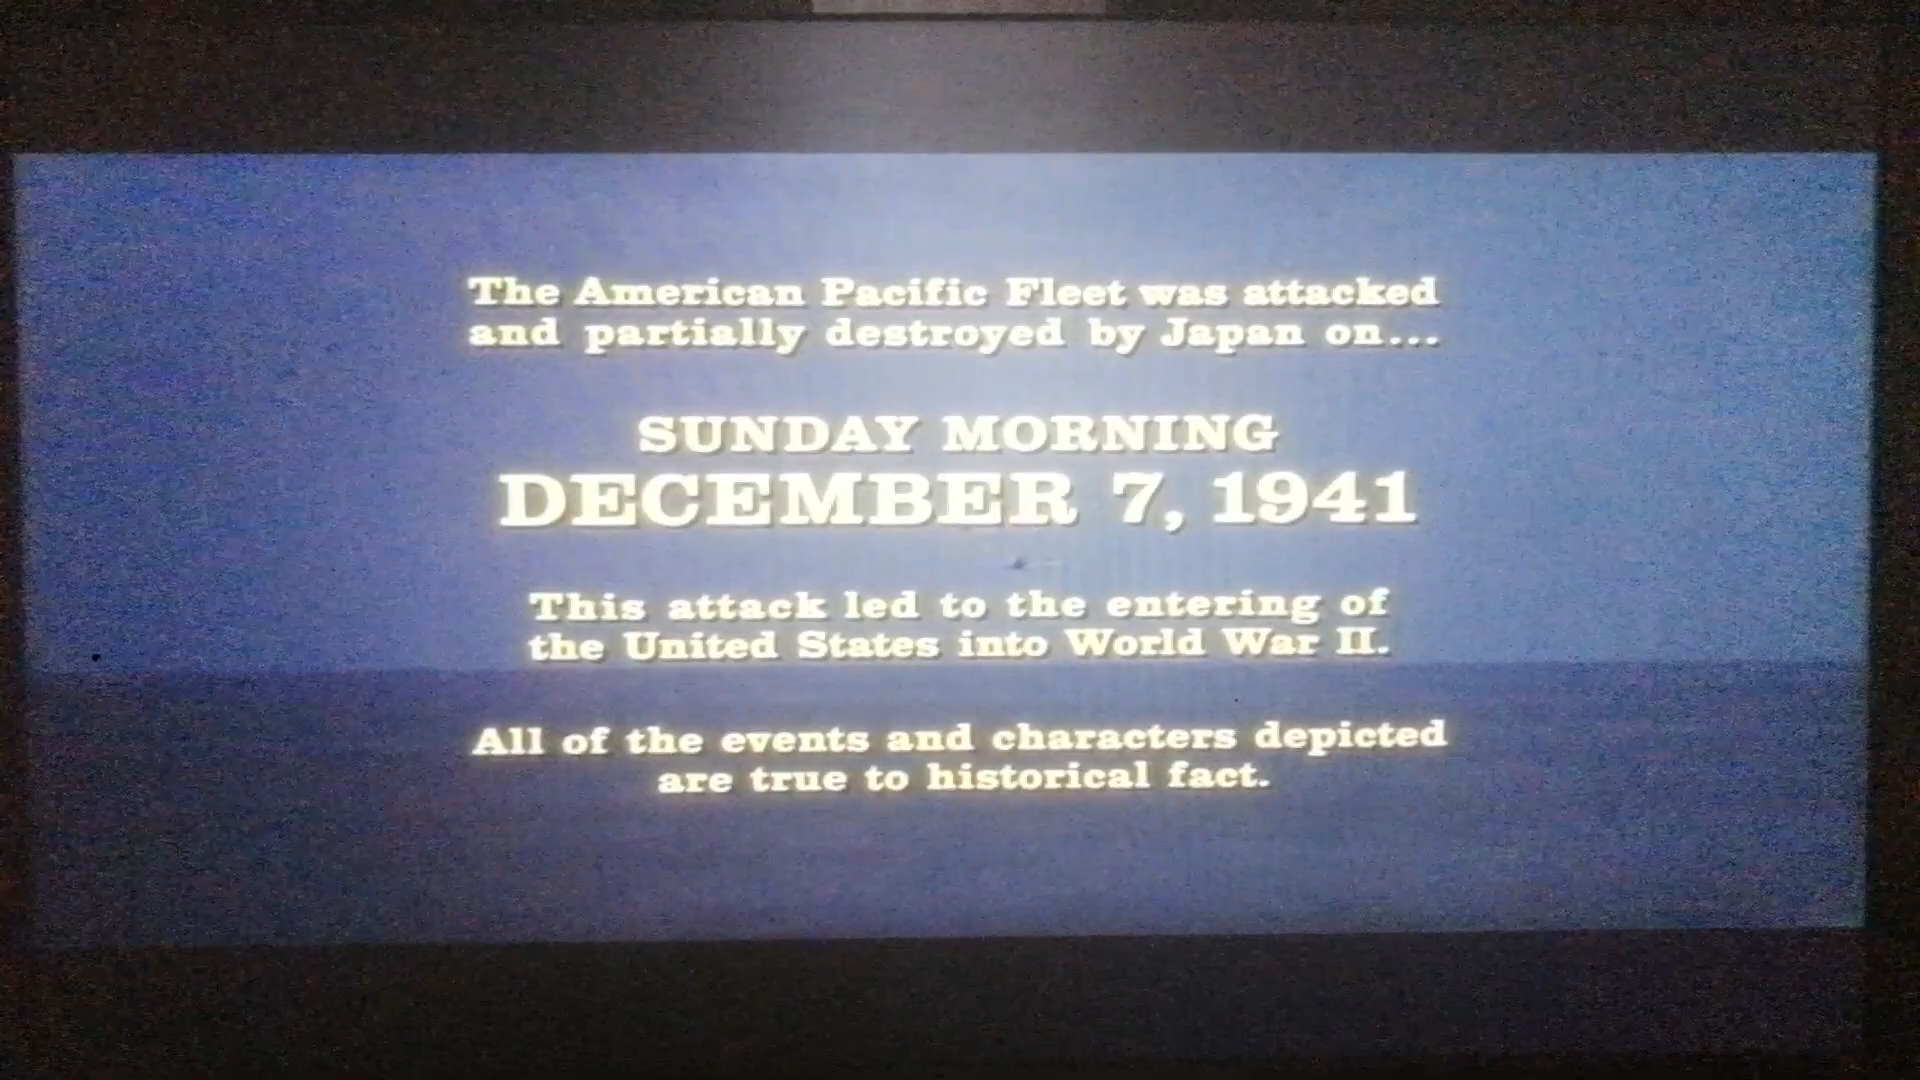 The American Pacific Fleet was attacked
and partially destroyed by Japan on...
SUNDAY MORNING
DECEMBER 7, 1941
This attack led to the entering of
the United States into World War II.
All of the events and characters depicted
are true to historical fact.